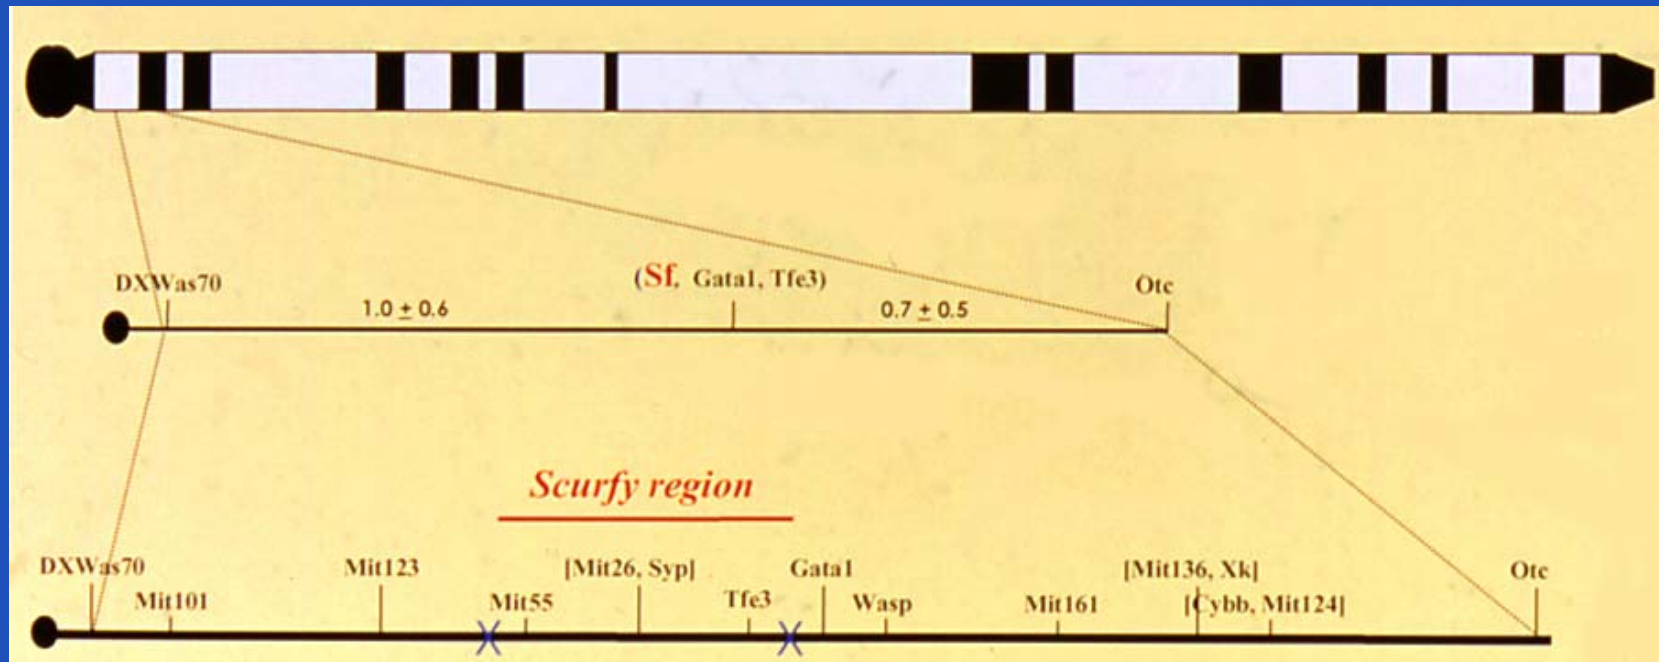 DXWas70 (Sf, Gata1, Tfe3) Otc
1.0 ± 0.6 0.7 ± 0.5
Scurfy region
DXWas70 Mit123 [Mit26, Syp] Gata1 [Mit136, Xk] Otc
Mit101 Mit55 Tfe3 Wasp Mit161 [Cybb, Mit124]